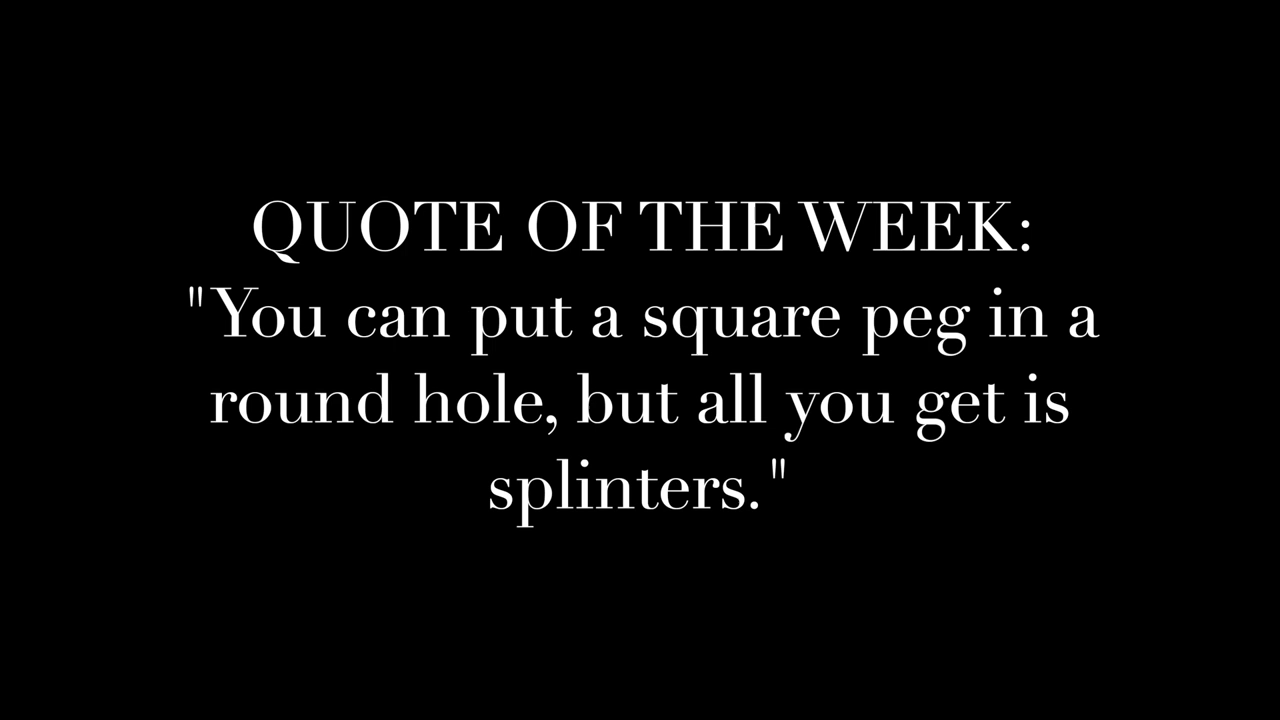 QUOTE OF THE WEEK:
"You can put a square peg in a
round hole, but all you get is
splinters."